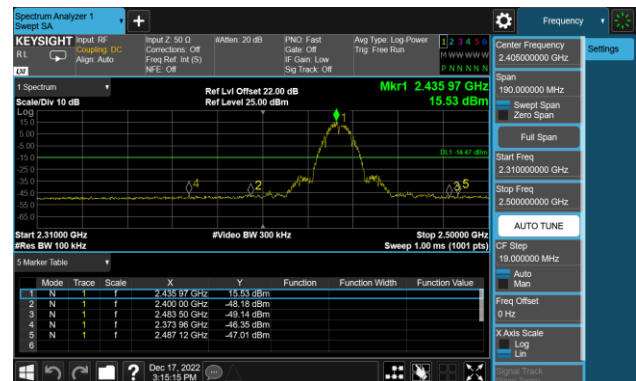 Spectrum Analyzer 1
Swept SA
+
Frequency
KEYSIGHT
RL
LXI
Input: RF
Coupling: DC
Align: Auto
Input Z: 50 Ω
Corrections: Off
Freq Ref: Int (S)
NFE: Off
#Atten: 20 dB
PNO: Fast
Gate: Off
IF Gain: Low
Sig Track: Off
Avg Type: Log-Power
Trig: Free Run
1 2 3 4 5 6
M W W W W W
P N N N N N
1 Spectrum
Scale/Div 10 dB
Ref Lvl Offset 22.00 dB
Ref Level 25.00 dBm
Mkr1 2.435 97 GHz
15.53 dBm
Log
15.0
5.00
-5.00
-15.0
-25.0
-35.0
-45.0
-55.0
-65.0
1
DL1 -14.47 dBm
4
2
3
5
Start 2.31000 GHz
#Res BW 100 kHz
#Video BW 300 kHz
Stop 2.50000 GHz
Sweep 1.00 ms (1001 pts)
5 Marker Table
Mode Trace Scale X Y Function Function Width Function Value
1 N 1 f 2.435 97 GHz 15.53 dBm
2 N 1 f 2.400 00 GHz -48.18 dBm
3 N 1 f 2.483 50 GHz -49.14 dBm
4 N 1 f 2.373 96 GHz -46.35 dBm
5 N 1 f 2.487 12 GHz -47.01 dBm
6
?
Dec 17, 2022
3:15:15 PM
Center Frequency
2.405000000 GHz
Span
190.000000 MHz
Swept Span
Zero Span
Full Span
Start Freq
2.310000000 GHz
Stop Freq
2.500000000 GHz
AUTO TUNE
CF Step
19.000000 MHz
Auto
Man
Freq Offset
0 Hz
X Axis Scale
Log
Lin
Signal Track
Settings